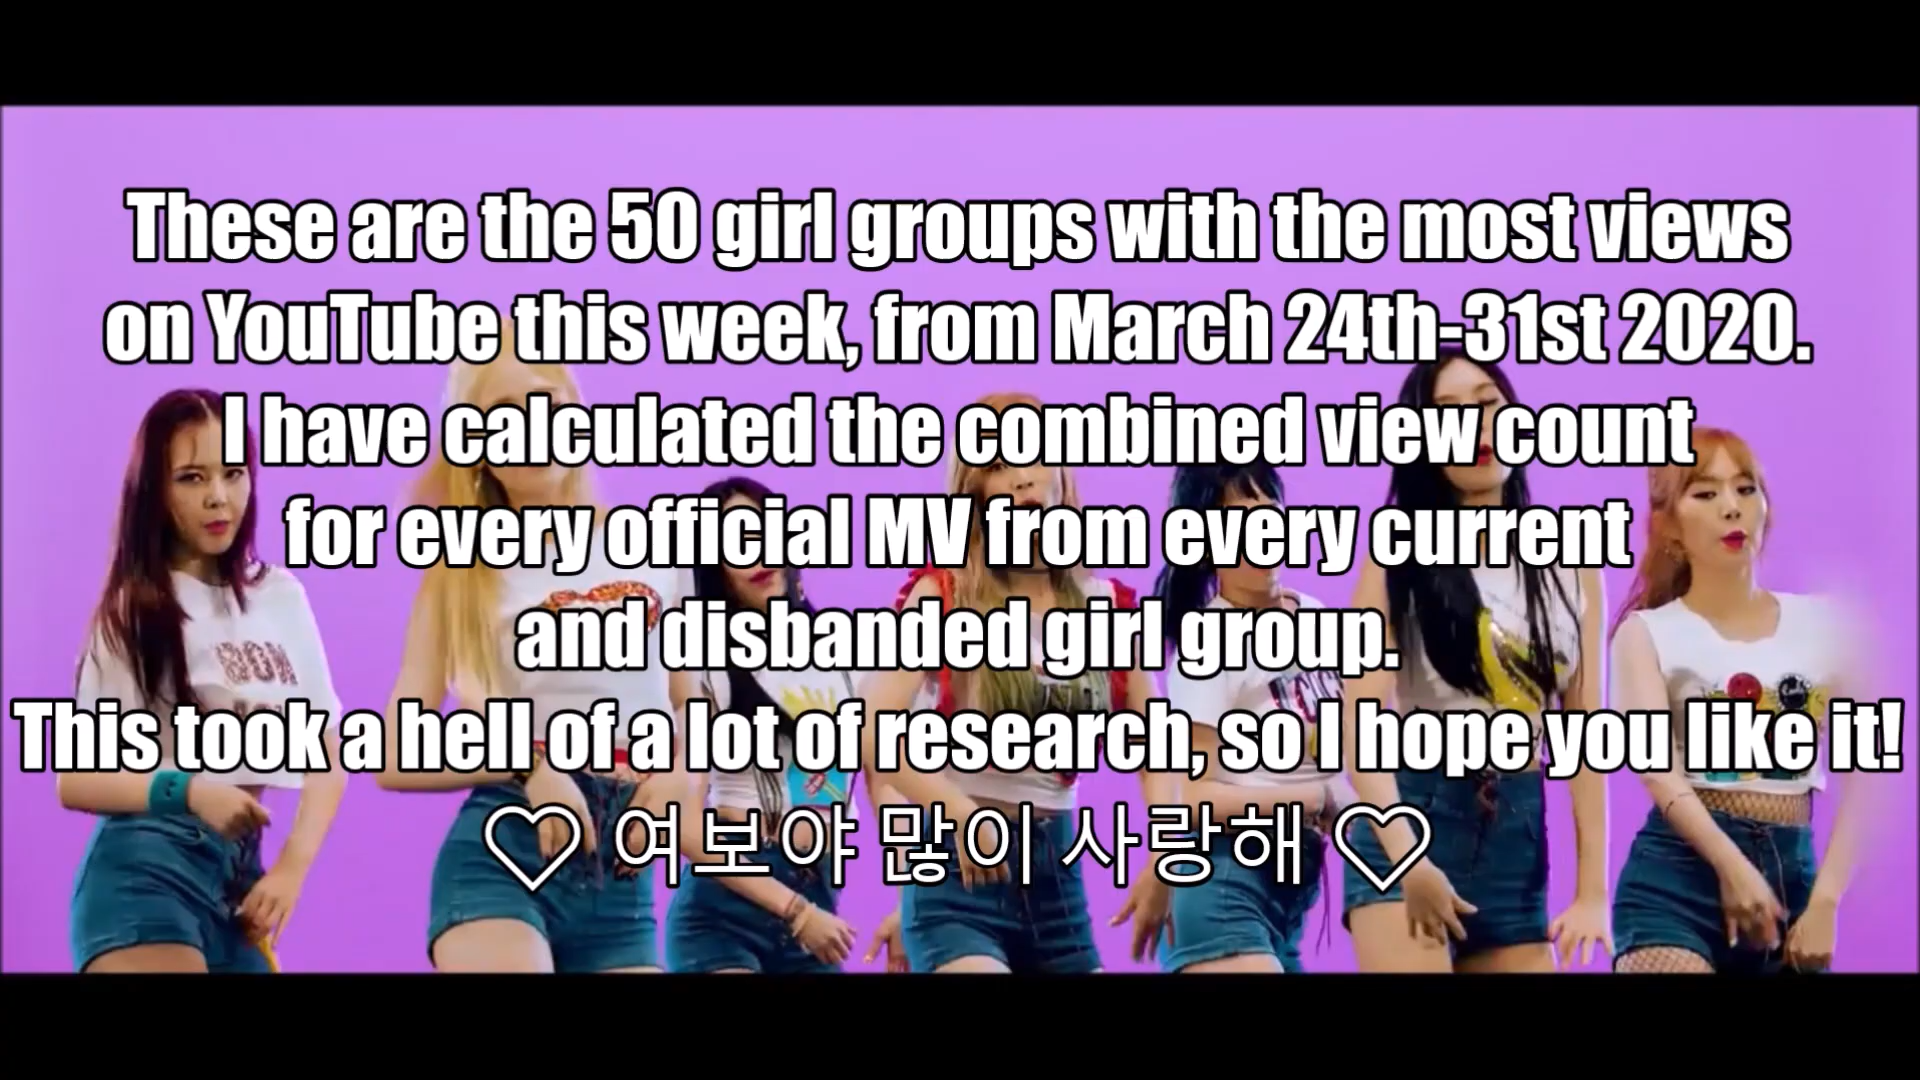 These are the 50 girl groups with the most views
on YouTube this week, from March 24th-31st 2020.
I have calculated the combined view count
for every official MV from every current
and disbanded girl group.
This took a hell of a lot of research, so I hope you like it!
♡ 여보야 많이 사랑해 ♡